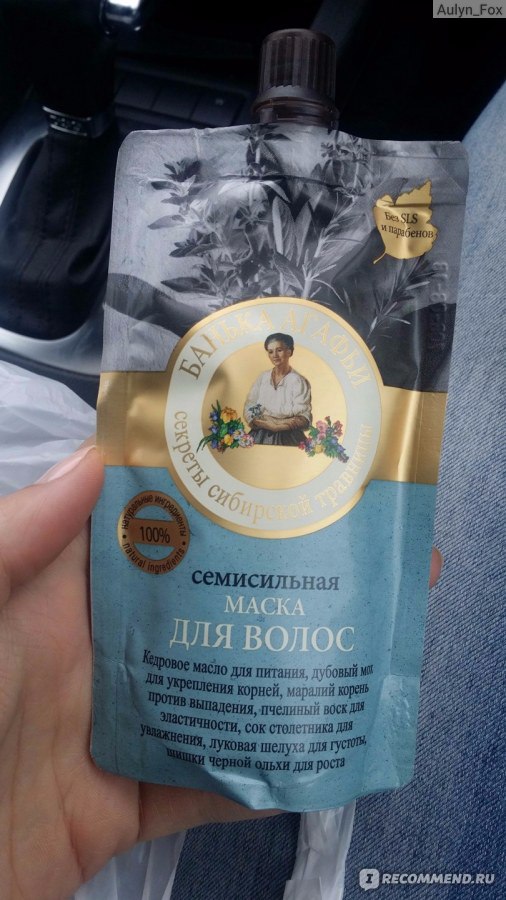 Aulyn_Fox
Без SLS
и парабенов
БАНЬКА АГАФЬИ
секреты сибирской травницы
натуральные ингредиенты
100%
natural ingredients
семисильная
МАСКА
ДЛЯ ВОЛОС
Кедровое масло для питания, дубовый мох
для укрепления корней, маралий корень
против выпадения, пчелиный воск для
эластичности, сок столетника для
увлажнения, луковая шелуха для густоты,
шишки черной ольхи для роста
IRECOMMEND.RU